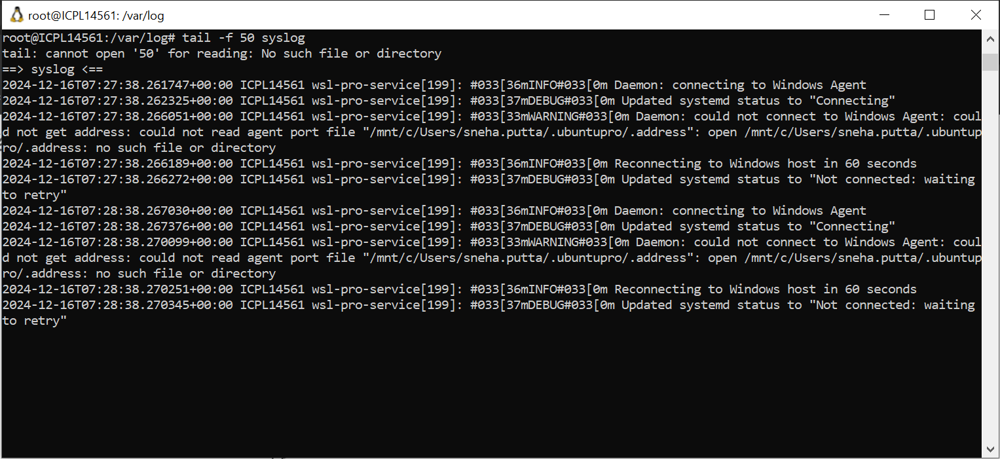 root@ICPL14561: /var/log
root@ICPL14561:/var/log# tail -f 50 syslog
tail: cannot open '50' for reading: No such file or directory
==> syslog <==
2024-12-16T07:27:38.261747+00:00 ICPL14561 wsl-pro-service[199]: #033[36mINFO#033[0m Daemon: connecting to Windows Agent
2024-12-16T07:27:38.262325+00:00 ICPL14561 wsl-pro-service[199]: #033[37mDEBUG#033[0m Updated systemd status to "Connecting"
2024-12-16T07:27:38.266051+00:00 ICPL14561 wsl-pro-service[199]: #033[33mWARNING#033[0m Daemon: could not connect to Windows Agent: coul
d not get address: could not read agent port file "/mnt/c/Users/sneha.putta/.ubuntupro/.address": open /mnt/c/Users/sneha.putta/.ubuntup
ro/.address: no such file or directory
2024-12-16T07:27:38.266189+00:00 ICPL14561 wsl-pro-service[199]: #033[36mINFO#033[0m Reconnecting to Windows host in 60 seconds
2024-12-16T07:27:38.266272+00:00 ICPL14561 wsl-pro-service[199]: #033[37mDEBUG#033[0m Updated systemd status to "Not connected: waiting
to retry"
2024-12-16T07:28:38.267030+00:00 ICPL14561 wsl-pro-service[199]: #033[36mINFO#033[0m Daemon: connecting to Windows Agent
2024-12-16T07:28:38.267376+00:00 ICPL14561 wsl-pro-service[199]: #033[37mDEBUG#033[0m Updated systemd status to "Connecting"
2024-12-16T07:28:38.270099+00:00 ICPL14561 wsl-pro-service[199]: #033[33mWARNING#033[0m Daemon: could not connect to Windows Agent: coul
d not get address: could not read agent port file "/mnt/c/Users/sneha.putta/.ubuntupro/.address": open /mnt/c/Users/sneha.putta/.ubuntup
ro/.address: no such file or directory
2024-12-16T07:28:38.270251+00:00 ICPL14561 wsl-pro-service[199]: #033[36mINFO#033[0m Reconnecting to Windows host in 60 seconds
2024-12-16T07:28:38.270345+00:00 ICPL14561 wsl-pro-service[199]: #033[37mDEBUG#033[0m Updated systemd status to "Not connected: waiting
to retry"